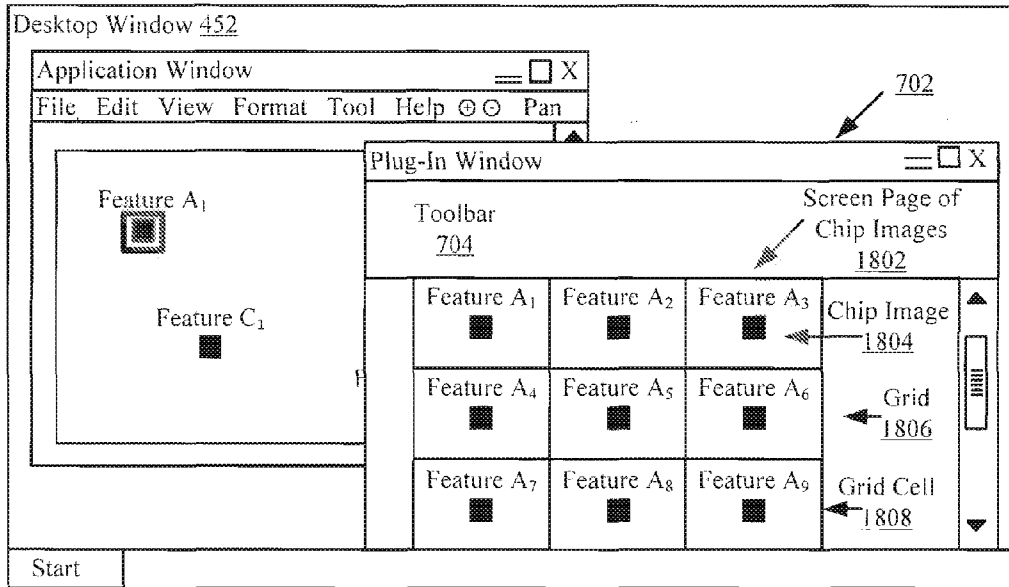 Desktop Window 452
Application Window X
File Edit View Format Tool Help Pan
702
Plug-In Window X
Feature A₁
Feature C₁
Toolbar
704
Screen Page of
Chip Images
1802
Feature A₁ Feature A₂ Feature A₃
Chip Image
1804
Feature A₄ Feature A₅ Feature A₆
Grid
1806
Feature A₇ Feature A₈ Feature A₉
Grid Cell
1808
Start